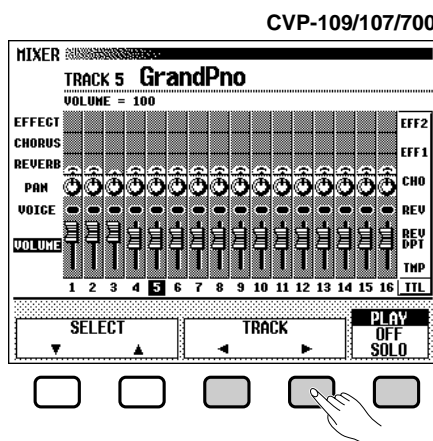 CVP-109/107/700
MIXER
TRACK 5 GrandPno
VOLUME = 100
EFFECT
EFF2
CHORUS
EFF1
REVERB
PAN
CHO
VOICE
REV
VOLUME
REV
DPT
TMP
1 2 3 4 5 6 7 8 9 10 11 12 13 14 15 16 TTL
SELECT
TRACK
PLAY
OFF
SOLO